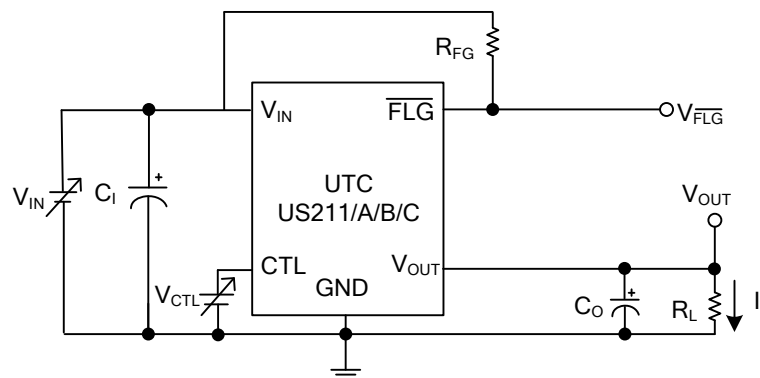 R_FG
V_IN
FLG
V_FLG
UTC
US211/A/B/C
V_IN
C_I
+
V_OUT
CTL
V_OUT
V_CTL
GND
C_O
+
R_L
I